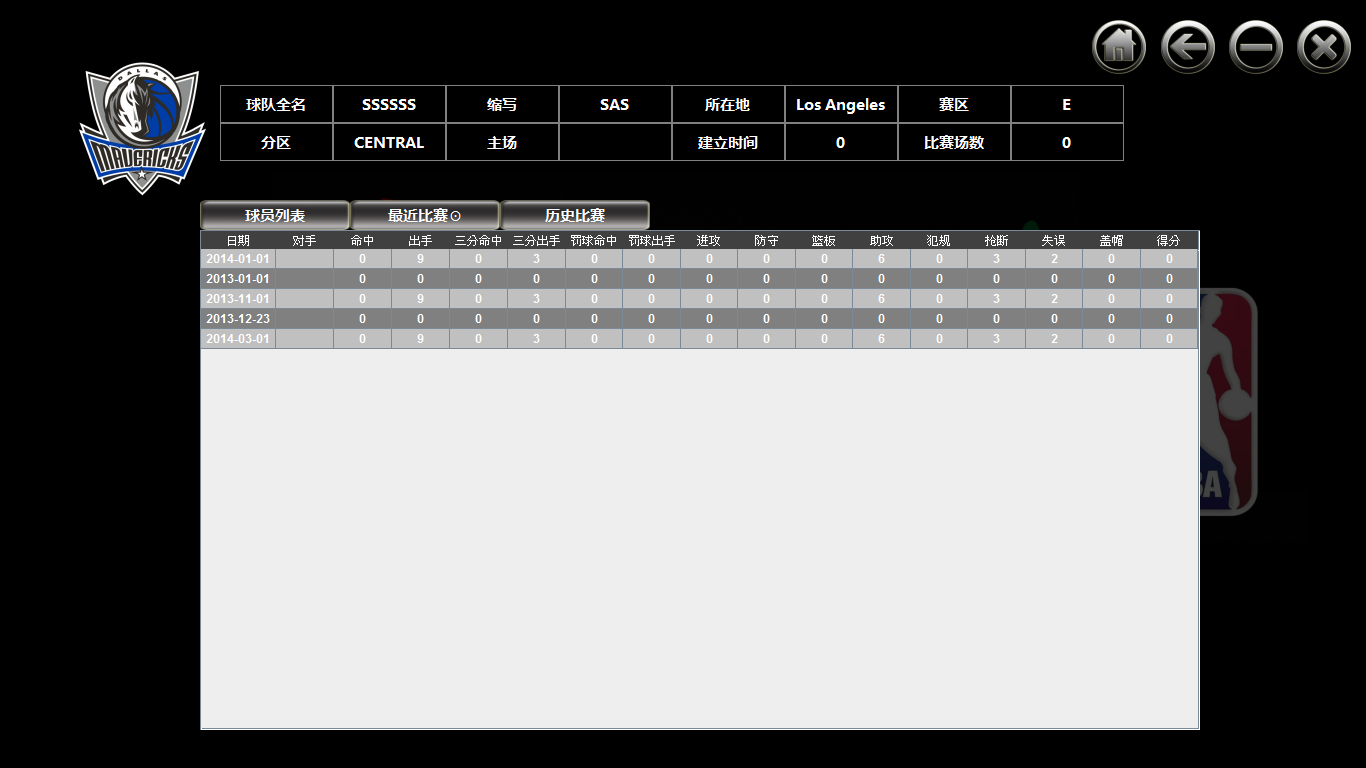 DALLAS
MAVERICKS
球队全名 SSSSSS 缩写 SAS 所在地 Los Angeles 赛区 E
分区 CENTRAL 主场 建立时间 0 比赛场数 0
球员列表 最近比赛⊙ 历史比赛
日期 对手 命中 出手 三分命中 三分出手 罚球命中 罚球出手 进攻 防守 篮板 助攻 犯规 抢断 失误 盖帽 得分
2014-01-01 0 9 0 3 0 0 0 0 0 6 0 3 2 0 0
2013-01-01 0 0 0 0 0 0 0 0 0 0 0 0 0 0 0
2013-11-01 0 9 0 3 0 0 0 0 0 6 0 3 2 0 0
2013-12-23 0 0 0 0 0 0 0 0 0 0 0 0 0 0 0
2014-03-01 0 9 0 3 0 0 0 0 0 6 0 3 2 0 0